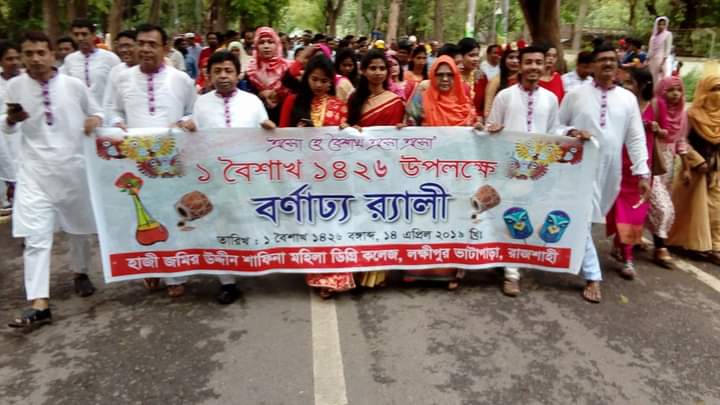 এসো হে বৈশাখ এসো এসো
১ বৈশাখ ১৪২৬ উপলক্ষে
বর্ণাঢ্য র‍্যালী
তারিখ : ১ বৈশাখ ১৪২৬ বঙ্গাব্দ, ১৪ এপ্রিল ২০১৯ খ্রিঃ
হাজী জমির উদ্দীন শাফিনা মহিলা ডিগ্রি কলেজ, লক্ষীপুর ভাটাপাড়া, রাজশাহী